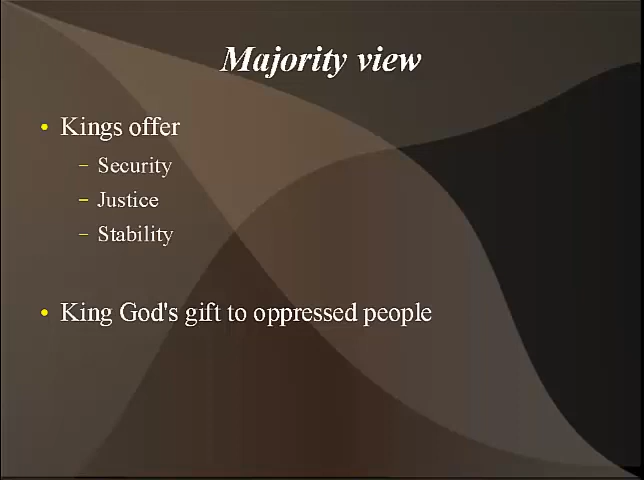 Majority view
• Kings offer
– Security
– Justice
– Stability
• King God's gift to oppressed people